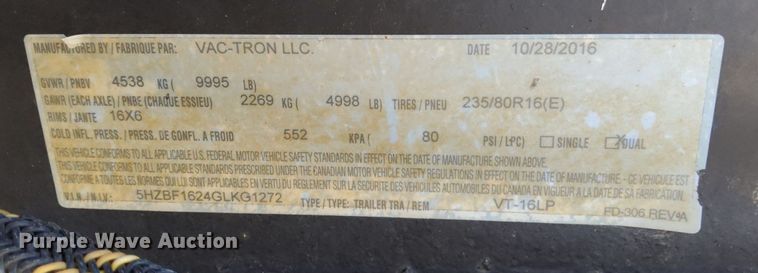 MANUFACTURED BY / FABRIQUE PAR: VAC-TRON LLC. DATE 10/28/2016
GVWR / PNBV 4538 KG ( 9995 LB)
GAWR (EACH AXLE) / PNBE (CHAQUE ESSIEU) 2269 KG ( 4998 LB) TIRES / PNEU 235/80R16(E)
RIMS / JANTE 16X6
COLD INFL. PRESS. / PRESS. DE GONFL. A FROID 552 KPA ( 80 PSI / LPC) SINGLE DUAL
THIS VEHICLE CONFORMS TO ALL APPLICABLE U.S. FEDERAL MOTOR VEHICLE SAFETY STANDARDS IN EFFECT ON THE DATE OF MANUFACTURE SHOWN ABOVE.
THIS VEHICLE CONFORMS TO ALL APPLICABLE STANDARDS PRESCRIBED UNDER THE CANADIAN MOTOR VEHICLE SAFETY REGULATIONS IN EFFECT ON THE DATE OF MANUFACTURE - CE VEHICULE EST
CONFORME A TOUTES LES NORMES QUI LUI SONT APPLICABLES EN VERTU DU REGLEMENT SUR LA SECURITE DES VEHICULES AUTOMOBILES DU CANADA EN VIGUEUR A LA DATE DE SA FABRICATION
V.I.N. / N.I.V.: 5HZBF1624GLKG1272 TYPE / TYPE: TRAILER TRA / REM VT-16LP FD-306 REV A
Purple Wave Auction